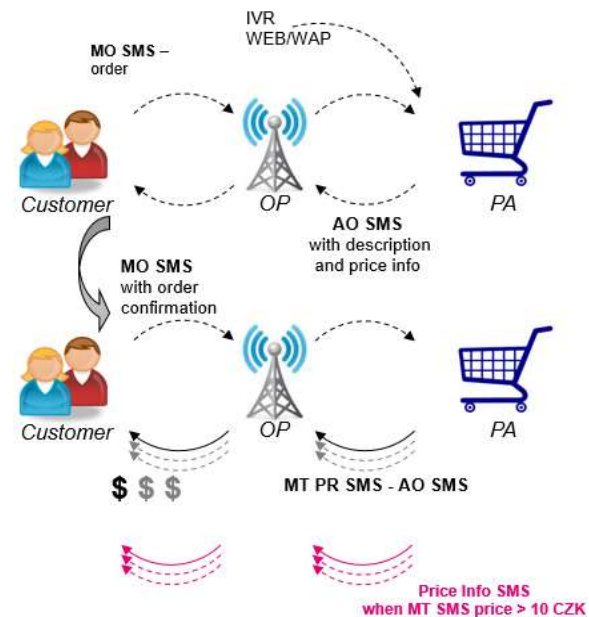 IVR
WEB/WAP
MO SMS –
order
Customer
OP
PA
AO SMS
with description
and price info
MO SMS
with order
confirmation
Customer
OP
PA
$ $ $
MT PR SMS - AO SMS
Price Info SMS
when MT SMS price > 10 CZK